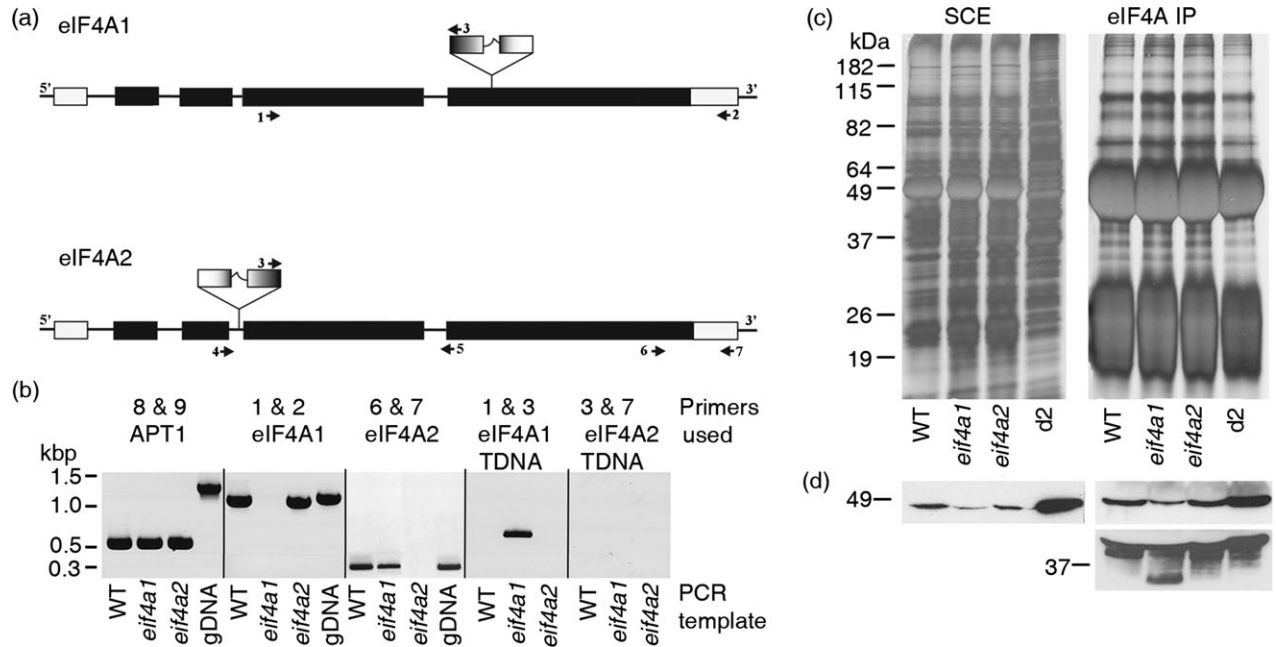 (a)
eIF4A1
3
5'
3'
1
2
eIF4A2
3
5'
3'
4
5
6
7
(b)
8 & 9 1 & 2 6 & 7 1 & 3 3 & 7 Primers
APT1 eIF4A1 eIF4A2 eIF4A1 eIF4A2 used
TDNA TDNA
kbp
1.5
1.0
0.5
0.3
WT eif4a1 eif4a2 gDNA WT eif4a1 eif4a2 gDNA WT eif4a1 eif4a2 gDNA WT eif4a1 eif4a2 WT eif4a2
PCR
template
(c)
SCE eIF4A IP
kDa
182
115
82
64
49
37
26
19
WT eif4a1 eif4a2 d2 WT eif4a1 eif4a2 d2
(d)
49
37